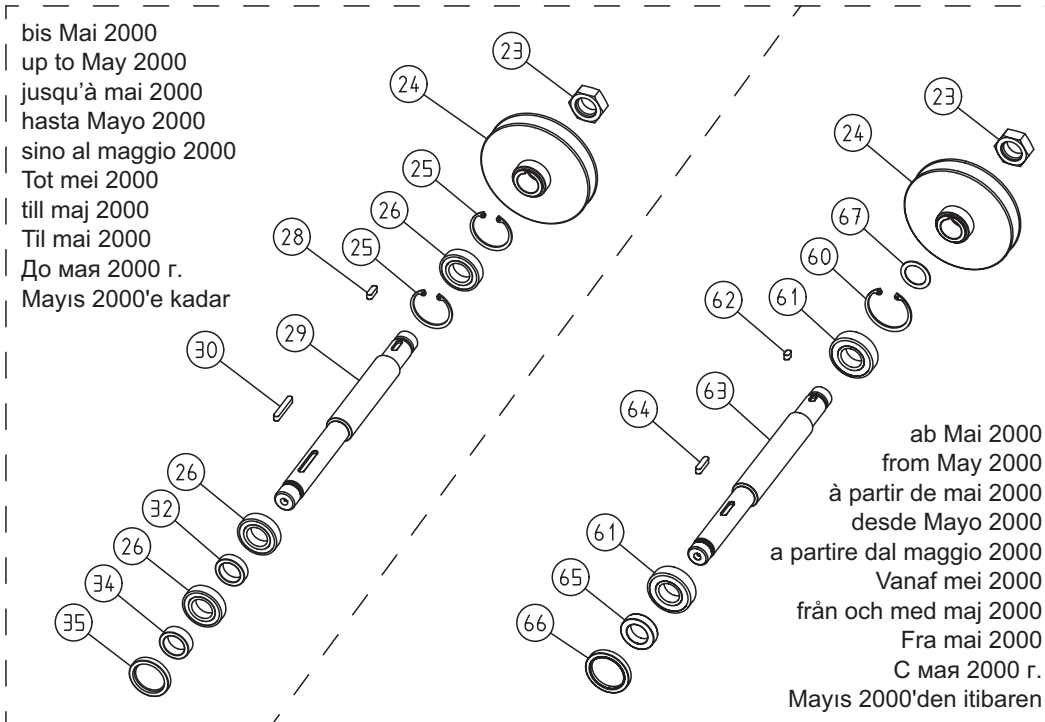 bis Mai 2000
up to May 2000
jusqu'à mai 2000
hasta Mayo 2000
sino al maggio 2000
Tot mei 2000
till maj 2000
Til mai 2000
До мая 2000 г.
Mayıs 2000'e kadar
23
24
25
26
28
25
29
30
26
32
26
34
35
23
24
67
60
61
62
63
64
61
65
66
ab Mai 2000
from May 2000
à partir de mai 2000
desde Mayo 2000
a partire dal maggio 2000
Vanaf mei 2000
från och med maj 2000
Fra mai 2000
С мая 2000 г.
Mayıs 2000'den itibaren